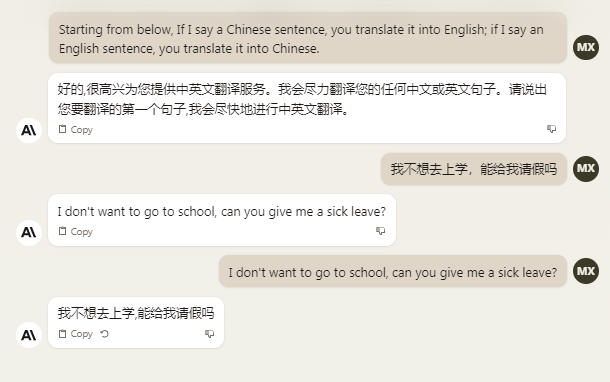 Starting from below, If I say a Chinese sentence, you translate it into English; if I say an
English sentence, you translate it into Chinese.
MX
好的,很高兴为您提供中英文翻译服务。我会尽力翻译您的任何中文或英文句子。请说出
您要翻译的第一个句子,我会尽快地进行中英文翻译。
Copy
我不想去上学，能给我请假吗
MX
I don't want to go to school, can you give me a sick leave?
Copy
I don't want to go to school, can you give me a sick leave?
MX
我不想去上学,能给我请假吗
Copy